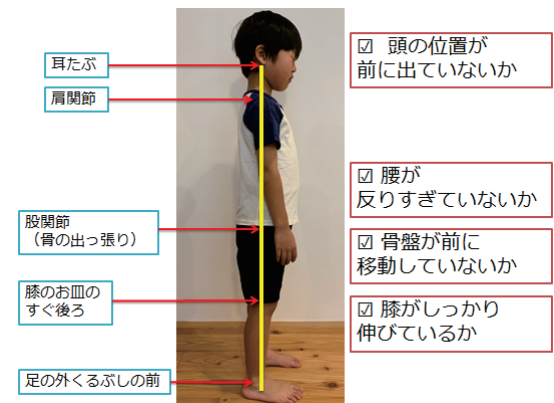 耳たぶ
肩関節
股関節
（骨の出っ張り）
膝のお皿の
すぐ後ろ
足の外くるぶしの前
☑ 頭の位置が
前に出ていないか
☑ 腰が
反りすぎていないか
☑ 骨盤が前に
移動していないか
☑ 膝がしっかり
伸びているか